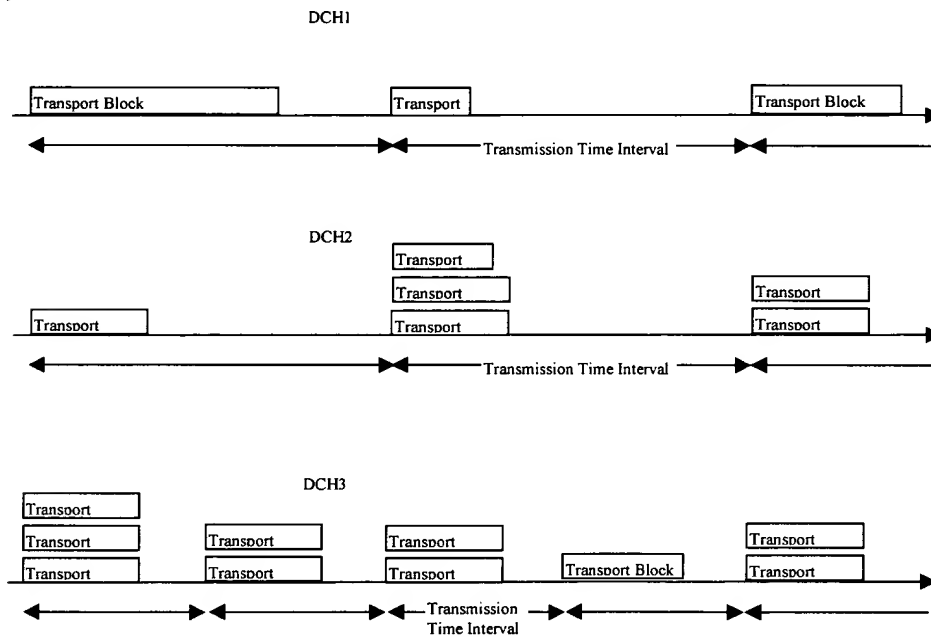 DCH1
Transport Block
Transport
Transport Block
Transmission Time Interval
DCH2
Transport
Transport
Transport
Transport
Transport
Transport
Transmission Time Interval
DCH3
Transport
Transport
Transport
Transport
Transport
Transport
Transport
Transport Block
Transport
Transport
Transmission
Time Interval